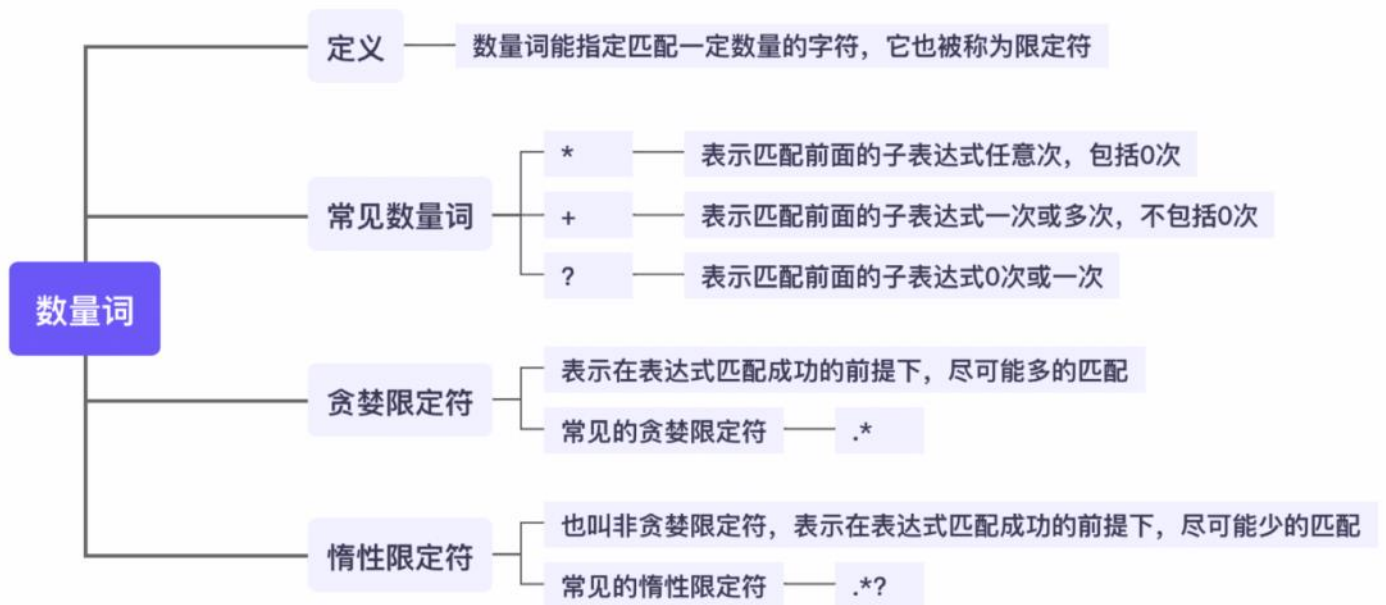 定义
数量词能指定匹配一定数量的字符，它也被称为限定符
常见数量词
*
表示匹配前面的子表达式任意次，包括0次
+
表示匹配前面的子表达式一次或多次，不包括0次
?
表示匹配前面的子表达式0次或一次
数量词
贪婪限定符
表示在表达式匹配成功的前提下，尽可能多的匹配
常见的贪婪限定符
.*
惰性限定符
也叫非贪婪限定符，表示在表达式匹配成功的前提下，尽可能少的匹配
常见的惰性限定符
.*?